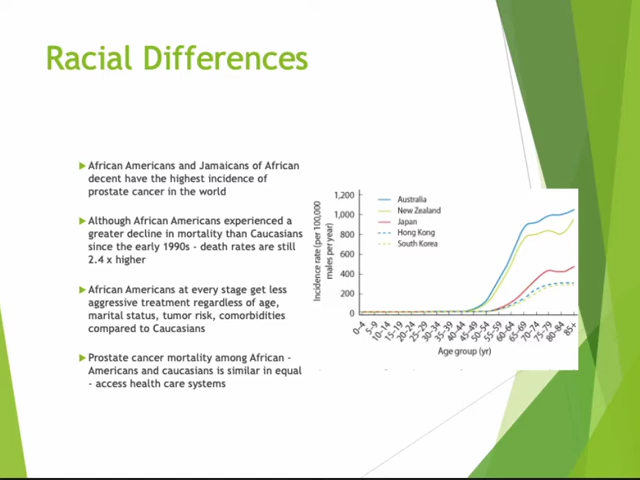 Racial Differences
African Americans and Jamaicans of African
decent have the highest incidence of
prostate cancer in the world
Although African Americans experienced a
greater decline in mortality than Caucasians
since the early 1990s - death rates are still
2.4 x higher
African Americans at every stage get less
aggressive treatment regardless of age,
marital status, tumor risk, comorbidities
compared to Caucasians
Prostate cancer mortality among African -
Americans and caucasians is similar in equal
- access health care systems
Incidence rate (per 100,000
males per year)
1,200
1,000
800
600
400
200
0
Australia
New Zealand
Japan
Hong Kong
South Korea
0–4
5–9
10–14
15–19
20–24
25–29
30–34
35–39
40–44
45–49
50–54
55–59
60–64
65–69
70–74
75–79
80–84
85+
Age group (yr)